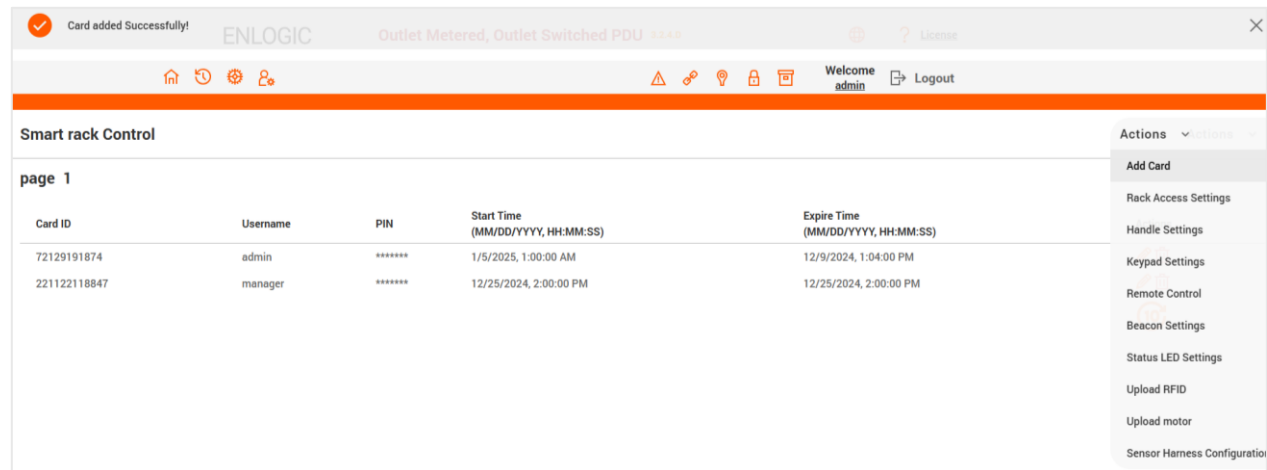 Card added Successfully!
ENLOGIC
Outlet Metered, Outlet Switched PDU
? License
Welcome
admin
Logout
Smart rack Control
Actions
Actions
page 1
Add Card
Rack Access Settings
Handle Settings
Keypad Settings
Remote Control
Beacon Settings
Status LED Settings
Upload RFID
Upload motor
Sensor Harness Configuration
Card ID Username PIN Start Time (MM/DD/YYYY, HH:MM:SS) Expire Time (MM/DD/YYYY, HH:MM:SS)
72129191874 admin ******* 1/5/2025, 1:00:00 AM 12/9/2024, 1:04:00 PM
221122118847 manager ******* 12/25/2024, 2:00:00 PM 12/25/2024, 2:00:00 PM